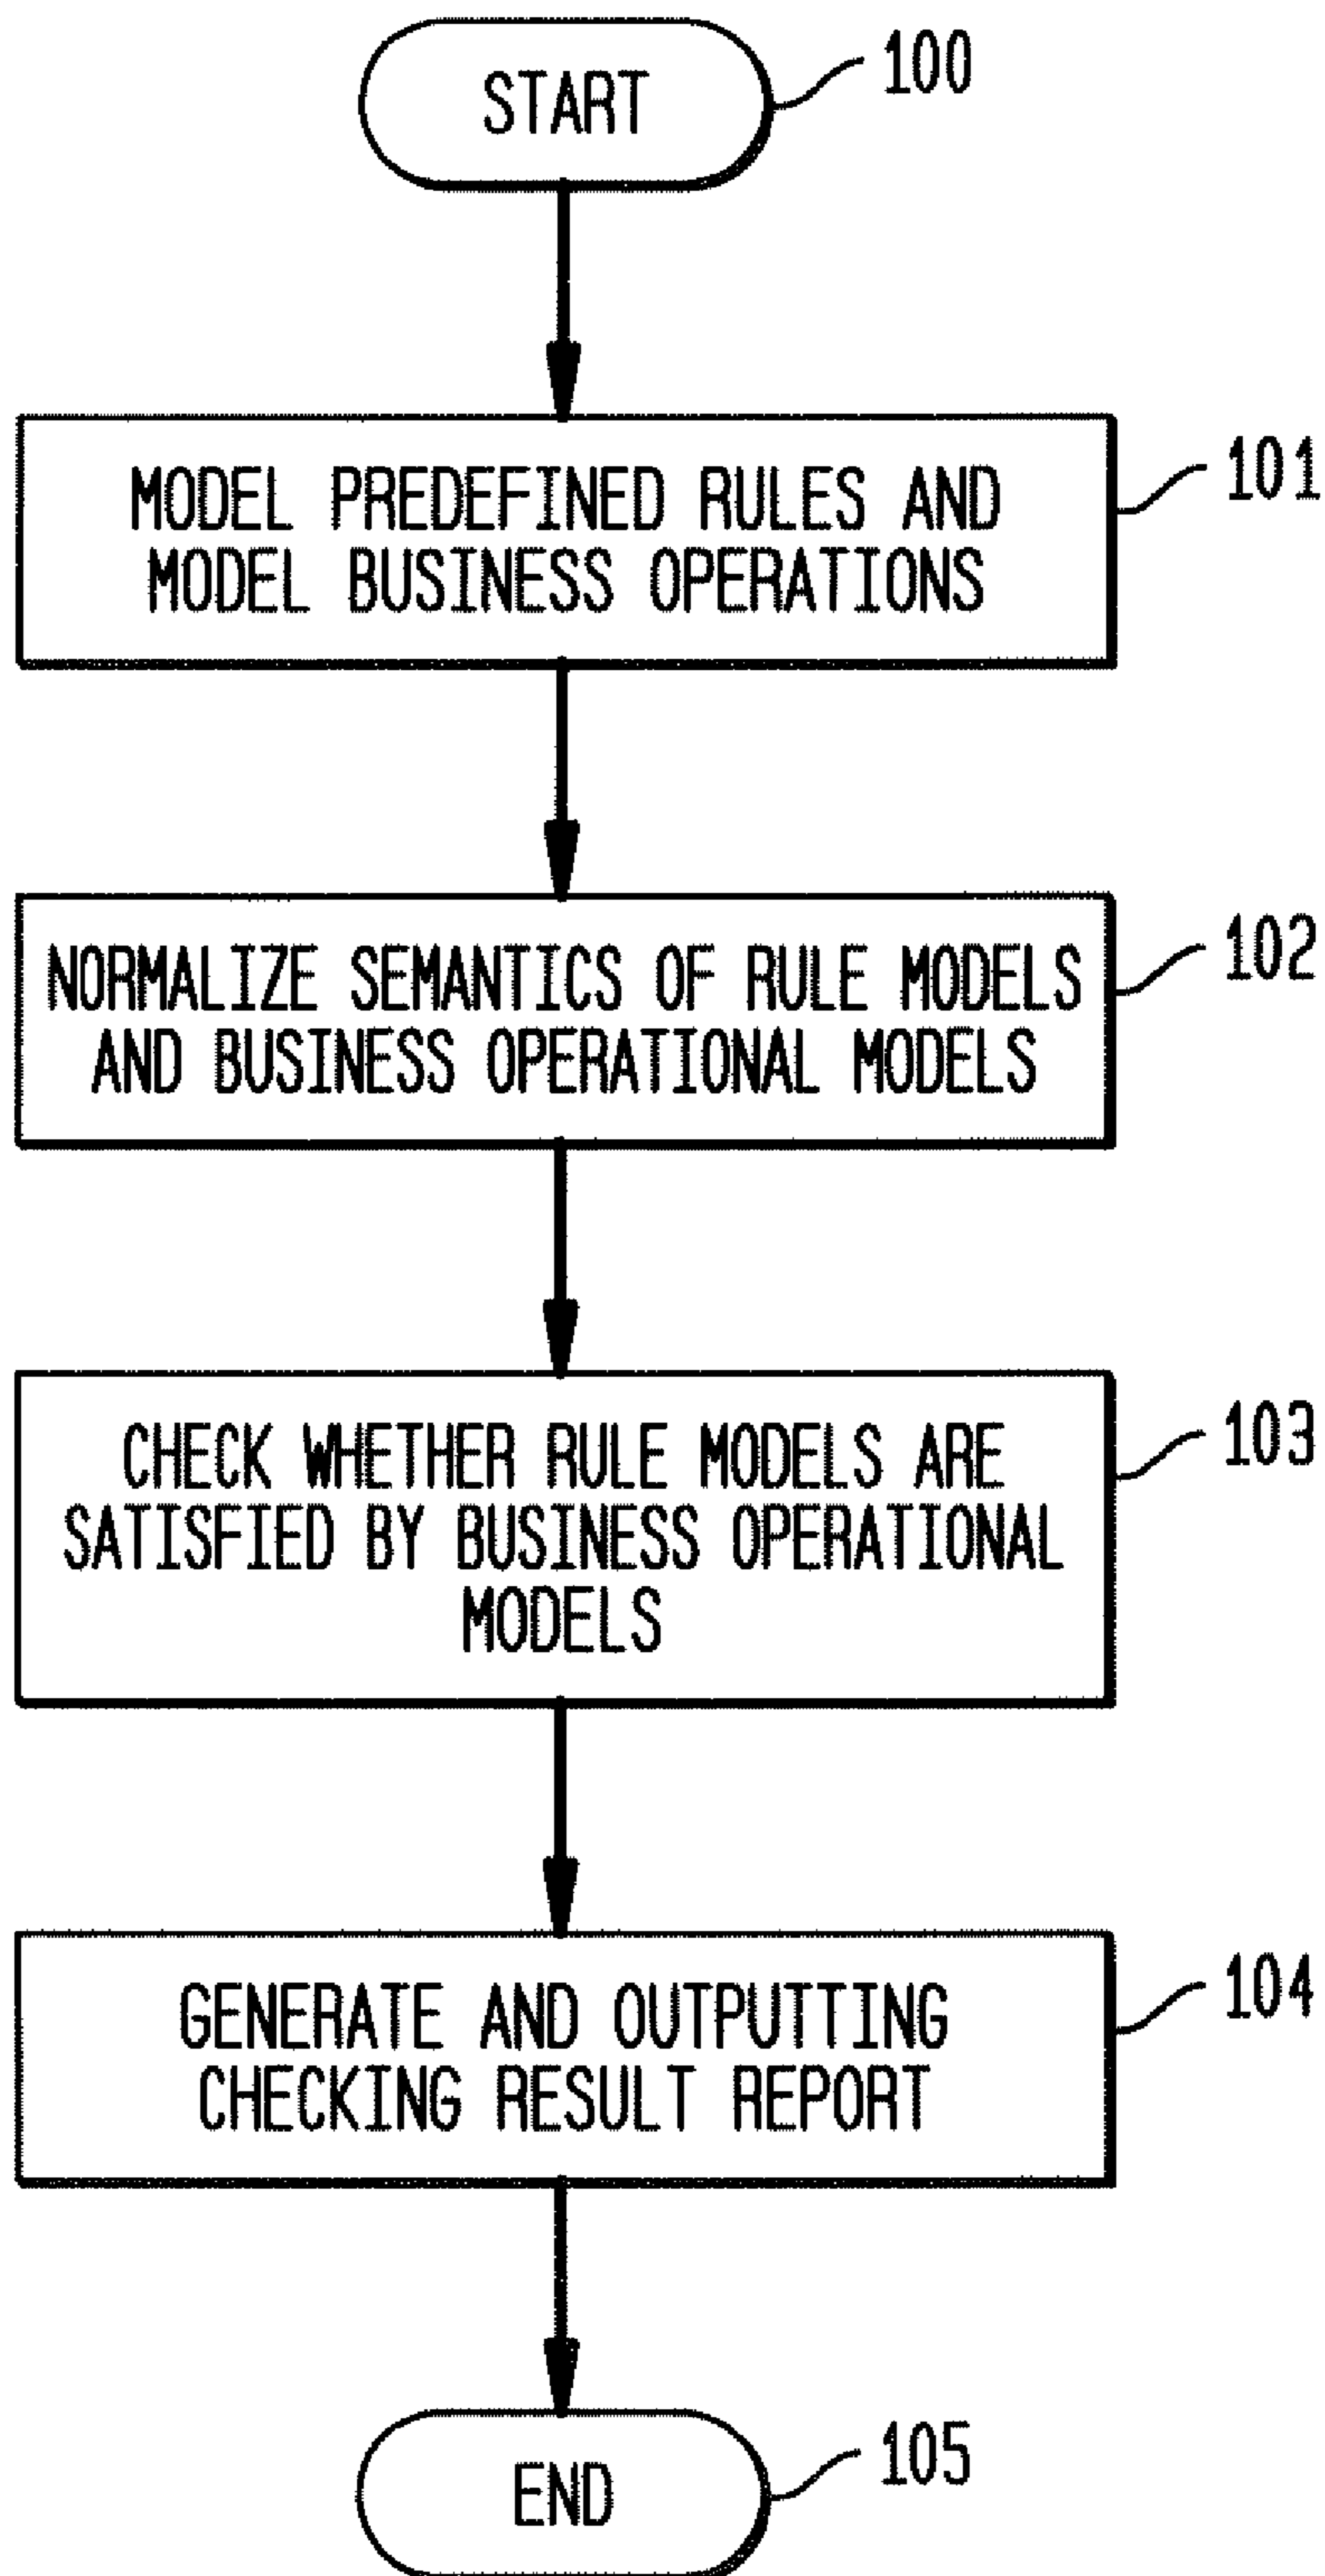 START
100
MODEL PREDEFINED RULES AND
MODEL BUSINESS OPERATIONS
101
NORMALIZE SEMANTICS OF RULE MODELS
AND BUSINESS OPERATIONAL MODELS
102
CHECK WHETHER RULE MODELS ARE
SATISFIED BY BUSINESS OPERATIONAL
MODELS
103
GENERATE AND OUTPUTTING
CHECKING RESULT REPORT
104
END
105